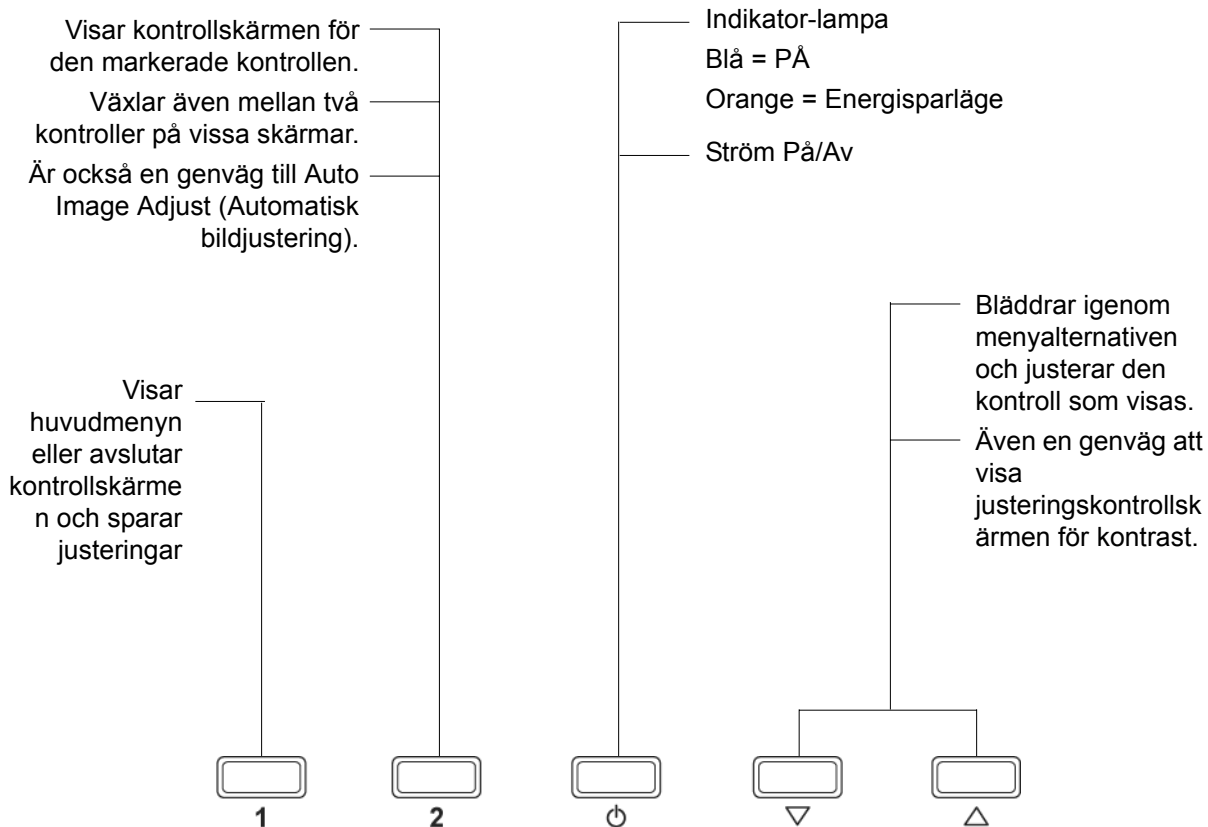 Visar kontrollskärmen för
den markerade kontrollen.
Växlar även mellan två
kontroller på vissa skärmar.
Är också en genväg till Auto
Image Adjust (Automatisk
bildjustering).
Indikator-lampa
Blå = PÅ
Orange = Energisparläge
Ström På/Av
Visar
huvudmenyn
eller avslutar
kontrollskärme
n och sparar
justeringar
Bläddrar igenom
menyalternativen
och justerar den
kontroll som visas.
Även en genväg att
visa
justeringskontrollsk
ärmen för kontrast.
1
2